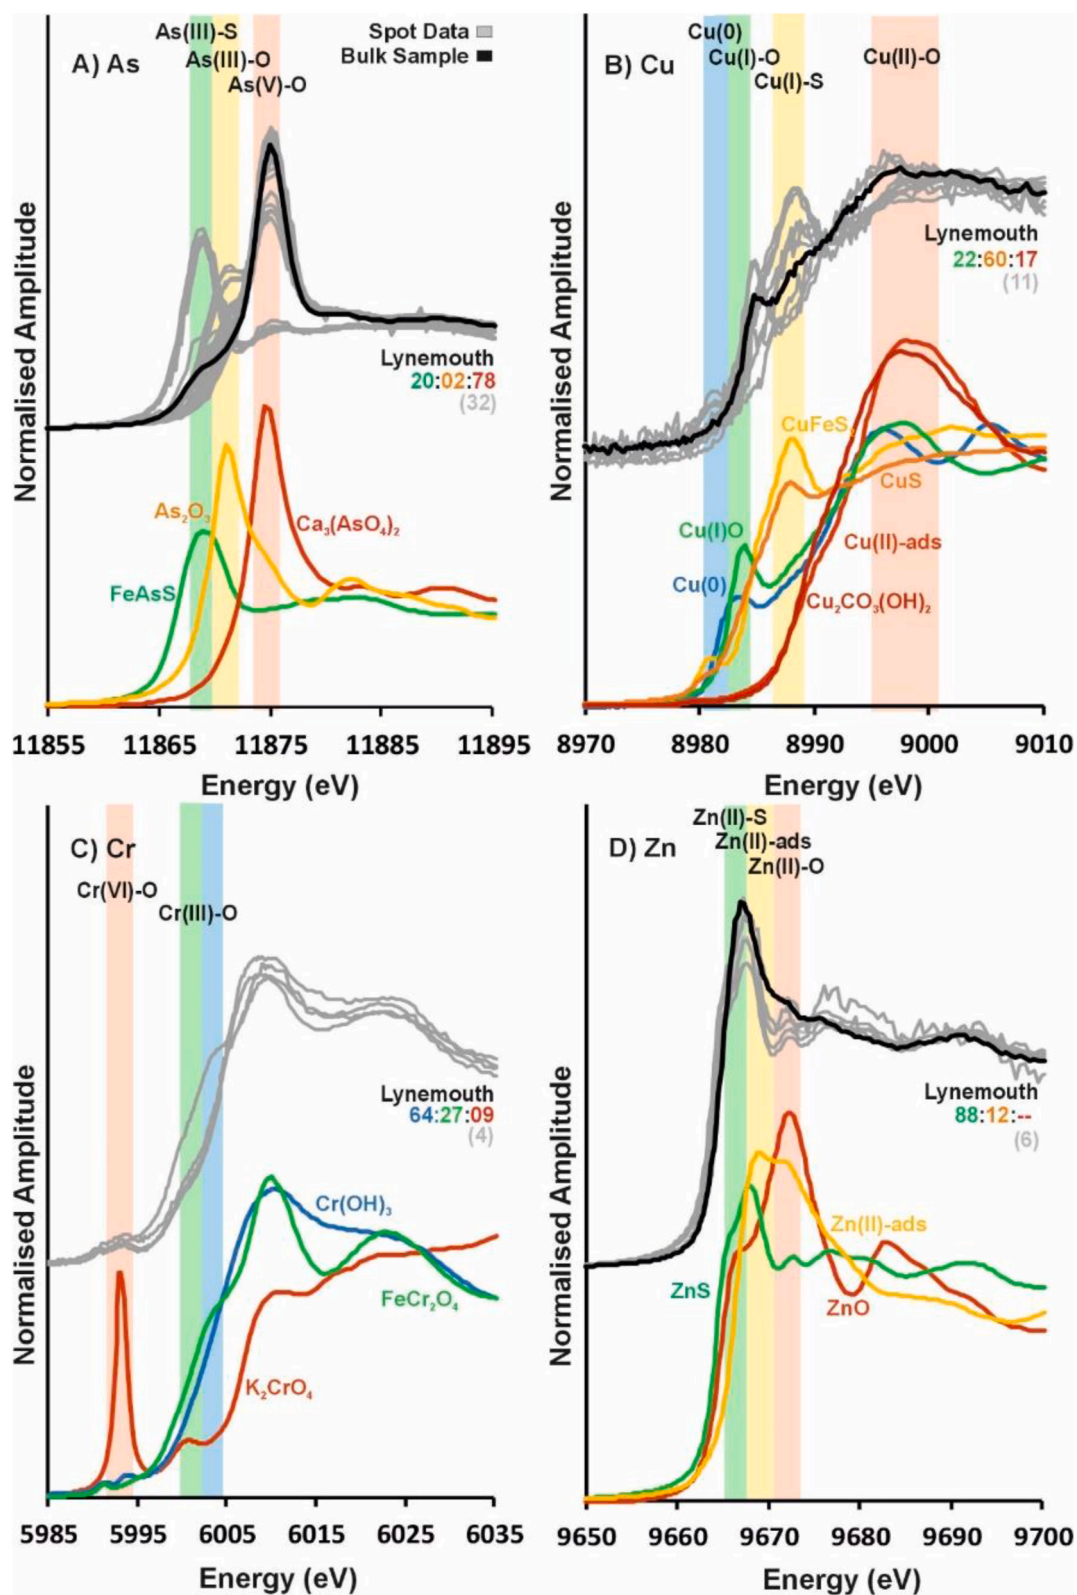 A) As
As(III)-S
As(III)-O
As(V)-O
Spot Data
Bulk Sample
Normalised Amplitude
Lynemouth
20:02:78
(32)
As₂O₃
Ca₃(AsO₄)₂
FeAsS
11855 11865 11875 11885 11895
Energy (eV)
B) Cu
Cu(0)
Cu(I)-O
Cu(I)-S
Cu(II)-O
Normalised Amplitude
Lynemouth
22:60:17
(11)
CuFeS
CuS
Cu(I)O
Cu(II)-ads
Cu(0)
Cu₂CO₃(OH)₂
8970 8980 8990 9000 9010
Energy (eV)
C) Cr
Cr(VI)-O
Cr(III)-O
Normalised Amplitude
Lynemouth
64:27:09
(4)
Cr(OH)₃
FeCr₂O₄
K₂CrO₄
5985 5995 6005 6015 6025 6035
Energy (eV)
D) Zn
Zn(II)-S
Zn(II)-ads
Zn(II)-O
Normalised Amplitude
Lynemouth
88:12:--
(6)
Zn(II)-ads
ZnS
ZnO
9650 9660 9670 9680 9690 9700
Energy (eV)